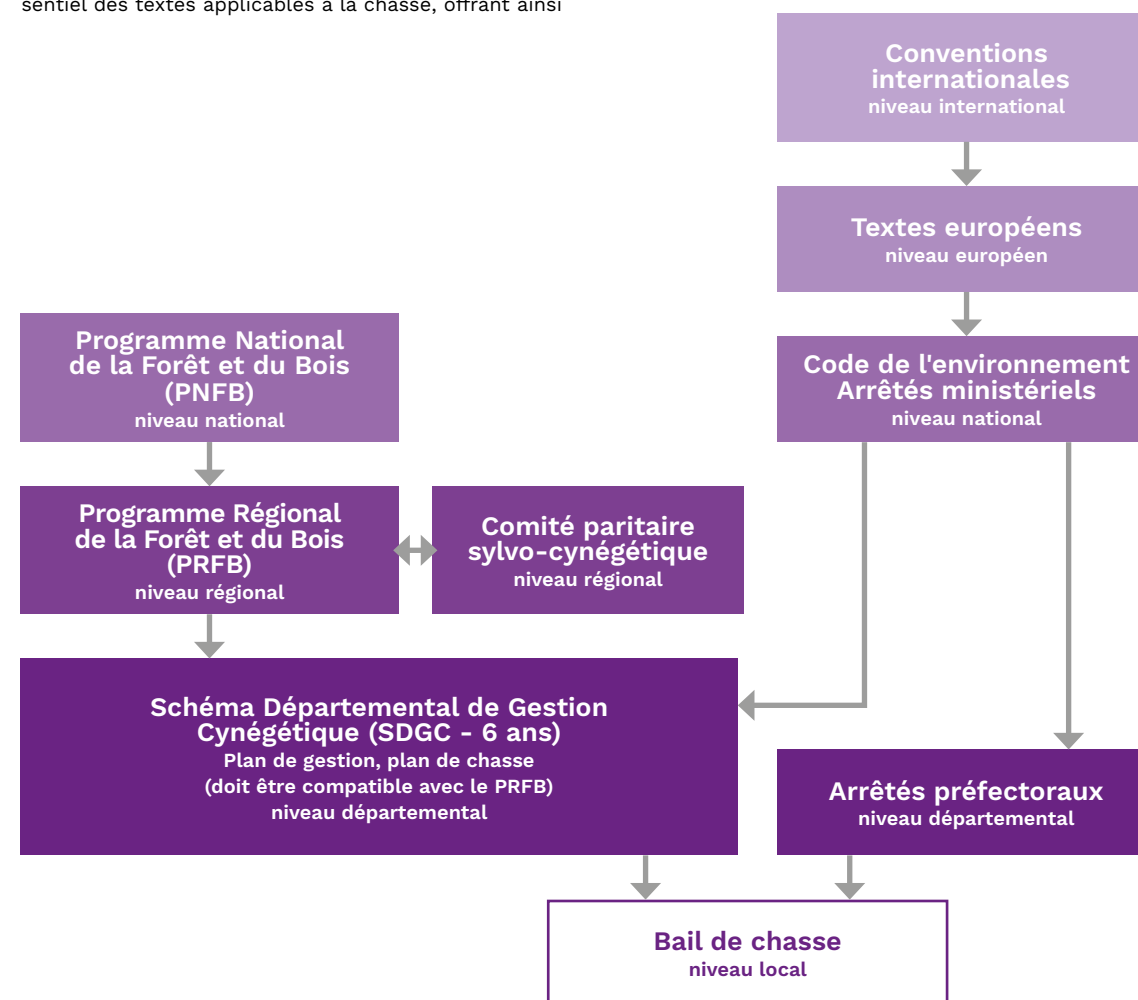 sentiel des textes applicables à la chasse, offrant ainsi
Conventions
internationales
niveau international
Textes européens
niveau européen
Programme National
de la Forêt et du Bois
(PNFB)
niveau national
Code de l'environnement
Arrêtés ministériels
niveau national
Programme Régional
de la Forêt et du Bois
(PRFB)
niveau régional
Comité paritaire
sylvo-cynégétique
niveau régional
Schéma Départemental de Gestion
Cynégétique (SDGC - 6 ans)
Plan de gestion, plan de chasse
(doit être compatible avec le PRFB)
niveau départemental
Arrêtés préfectoraux
niveau départemental
Bail de chasse
niveau local